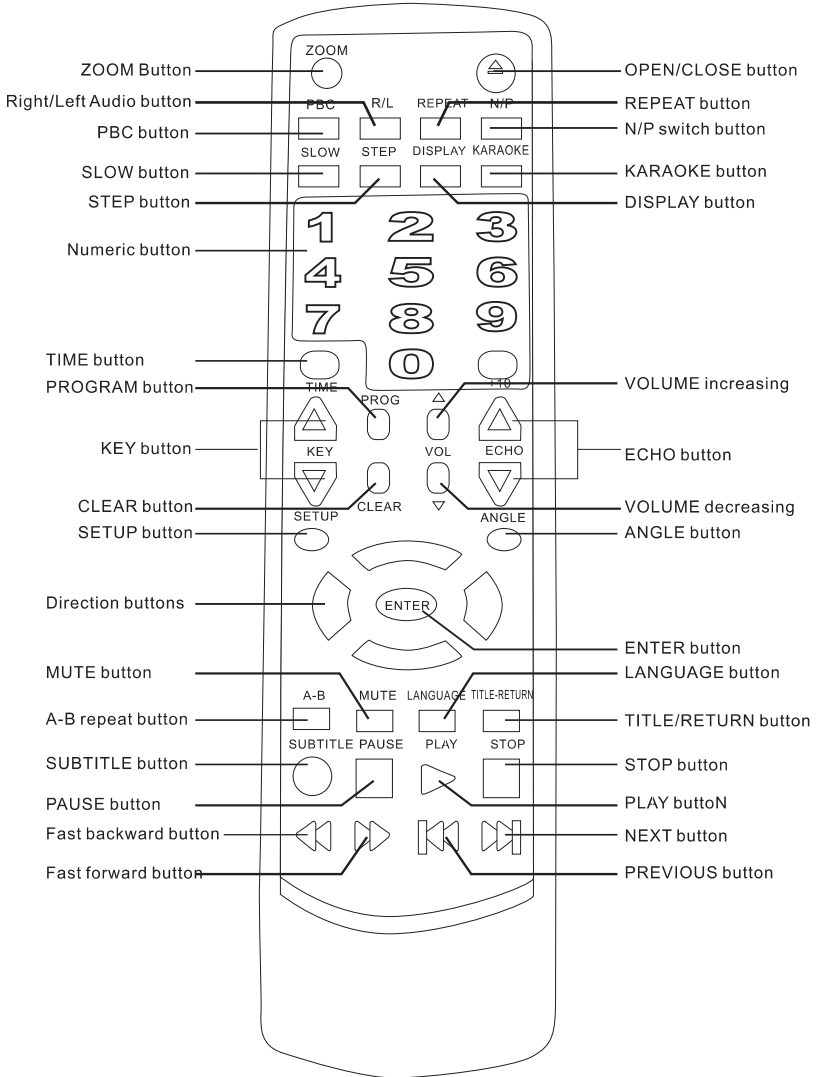 ZOOM
ZOOM Button
OPEN/CLOSE button
Right/Left Audio button
PBC
R/L
REPEAT
N/P
REPEAT button
PBC button
N/P switch button
SLOW
STEP
DISPLAY
KARAOKE
SLOW button
KARAOKE button
STEP button
DISPLAY button
1 2 3
Numeric button
4 5 6
7 8 9
0
TIME button
TIME
+10
PROGRAM button
PROG
VOLUME increasing
KEY button
KEY
VOL
ECHO
ECHO button
CLEAR button
CLEAR
VOLUME decreasing
SETUP
ANGLE
SETUP button
ANGLE button
Direction buttons
ENTER
ENTER button
MUTE button
LANGUAGE button
A-B
MUTE
LANGUAGE
TITLE-RETURN
A-B repeat button
TITLE/RETURN button
SUBTITLE
PAUSE
PLAY
STOP
SUBTITLE button
STOP button
PAUSE button
PLAY buttoN
Fast backward button
NEXT button
Fast forward button
PREVIOUS button